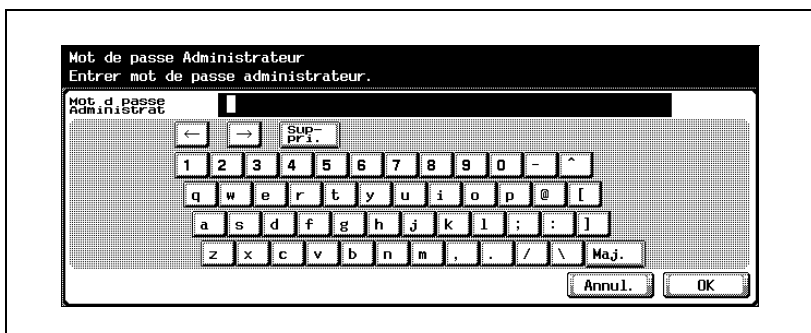 Mot de passe Administrateur
Entrer mot de passe administrateur.
Mot d passe
Administrat
← → Sup-
pri.
1 2 3 4 5 6 7 8 9 0 - ^
q w e r t y u i o p @ [
a s d f g h j k l ; : ]
z x c v b n m , . / \ Maj.
Annul. OK